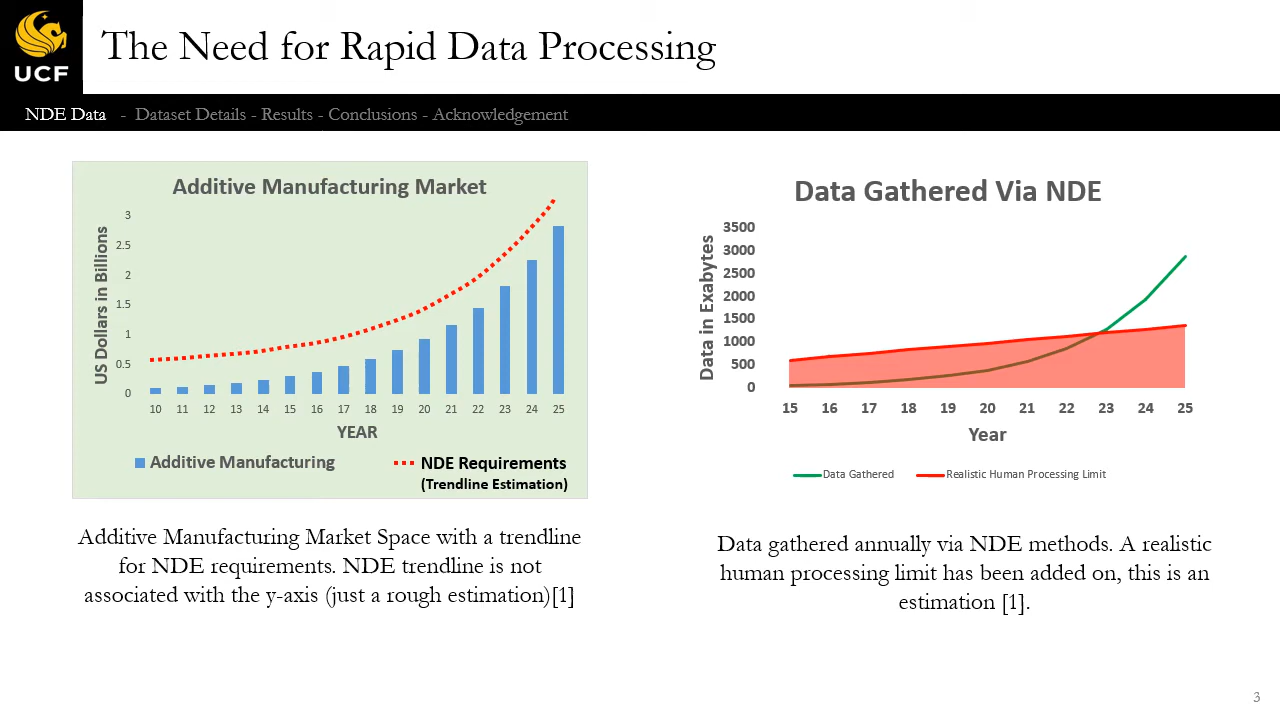 UCF
The Need for Rapid Data Processing
NDE Data - Dataset Details - Results - Conclusions - Acknowledgement
Additive Manufacturing Market
US Dollars in Billions
3
2.5
2
1.5
1
0.5
0
10 11 12 13 14 15 16 17 18 19 20 21 22 23 24 25
YEAR
Additive Manufacturing
NDE Requirements
(Trendline Estimation)
Additive Manufacturing Market Space with a trendline
for NDE requirements. NDE trendline is not
associated with the y-axis (just a rough estimation)[1]
Data Gathered Via NDE
Data in Exabytes
3500
3000
2500
2000
1500
1000
500
0
15 16 17 18 19 20 21 22 23 24 25
Year
Data Gathered
Realistic Human Processing Limit
Data gathered annually via NDE methods. A realistic
human processing limit has been added on, this is an
estimation [1].
3